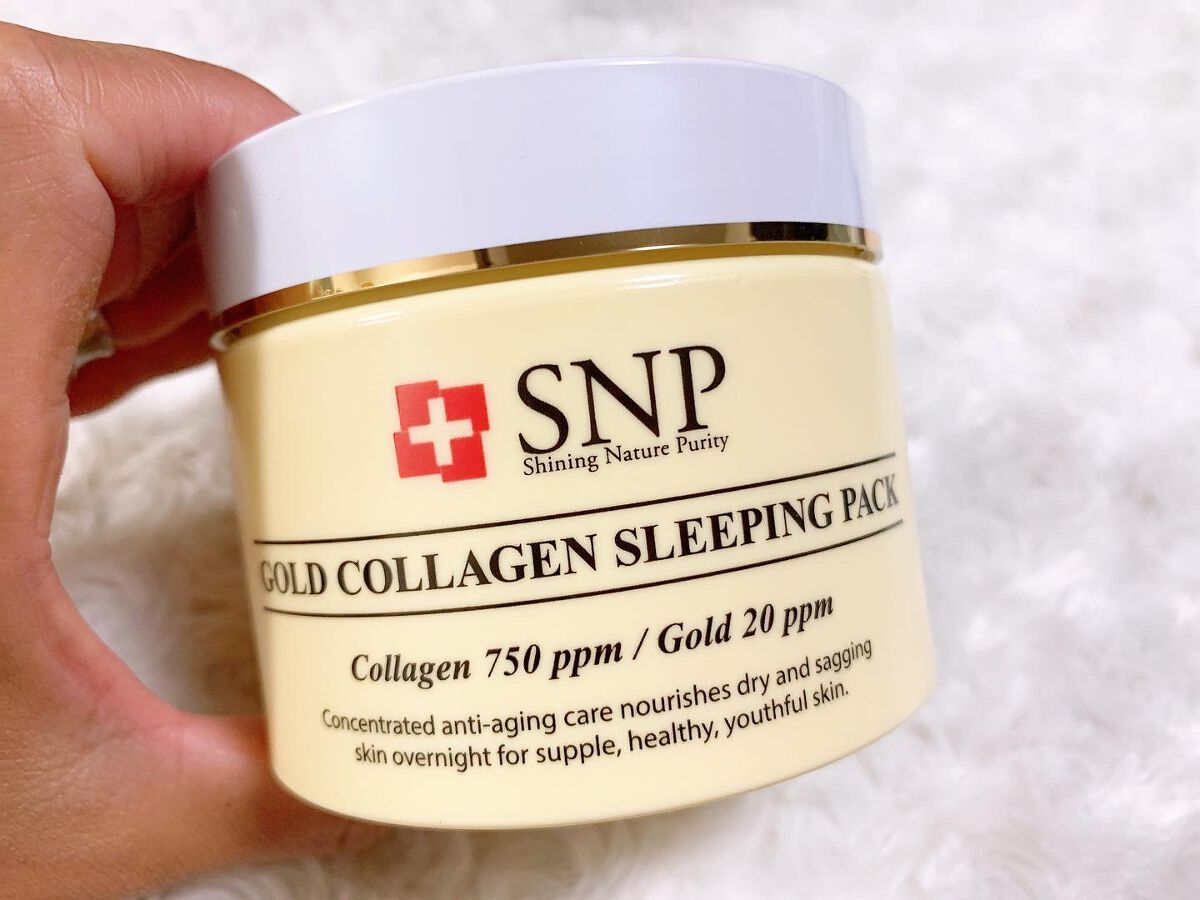 SNP
Shining Nature Purity
GOLD COLLAGEN SLEEPING PACK
Collagen 750 ppm / Gold 20 ppm
Concentrated anti-aging care nourishes dry and sagging
skin overnight for supple, healthy, youthful skin.